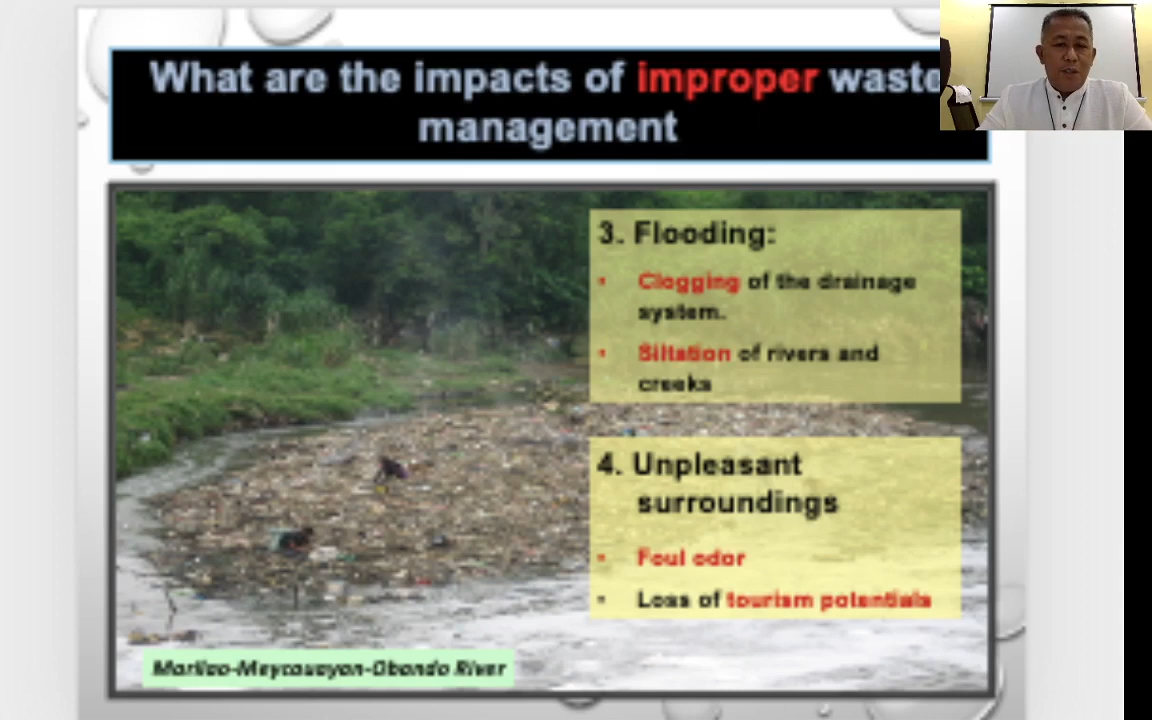 What are the impacts of improper waste
management
3. Flooding:
• Clogging of the drainage
system.
• Siltation of rivers and
creeks
4. Unpleasant
surroundings
• Foul odor
• Loss of tourism potentials
Marilao-Meycauayan-Obando River